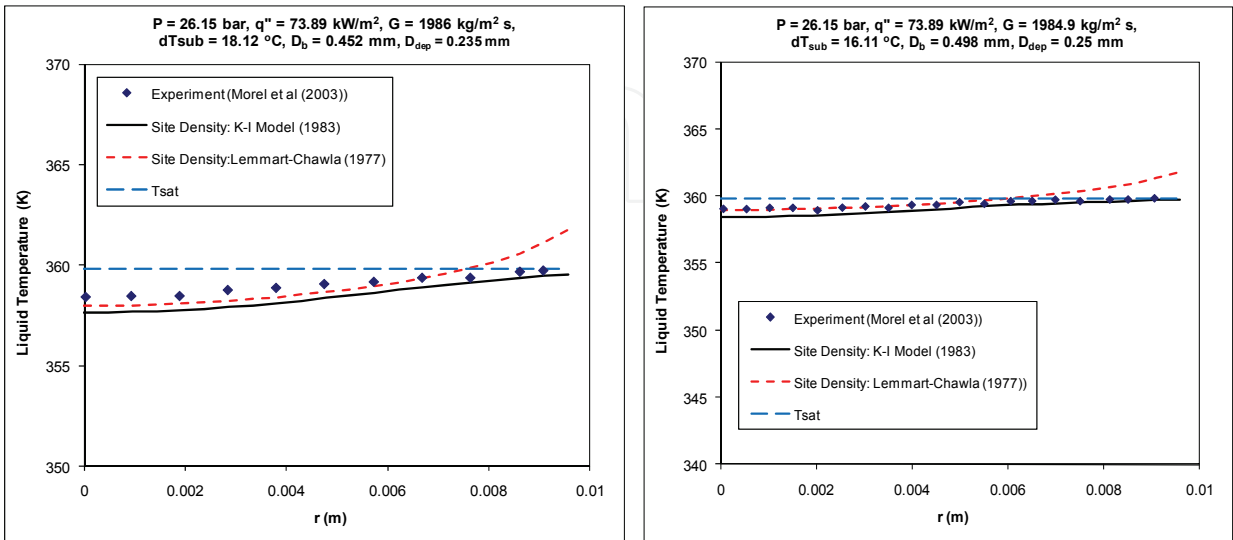 P = 26.15 bar, q" = 73.89 kW/m², G = 1986 kg/m² s,
dTsub = 18.12 °C, D_b = 0.452 mm, D_dep = 0.235 mm
370
365
360
355
350
Liquid Temperature (K)
Experiment (Morel et al (2003))
Site Density: K-I Model (1983)
Site Density:Lemmart-Chawla (1977)
Tsat
0 0.002 0.004 0.006 0.008 0.01
r (m)
P = 26.15 bar, q" = 73.89 kW/m², G = 1984.9 kg/m² s,
dT_sub = 16.11 °C, D_b = 0.498 mm, D_dep = 0.25 mm
370
365
360
355
350
345
340
Liquid Temperature (K)
Experiment (Morel et al (2003))
Site Density: K-I Model (1983)
Site Density: Lemmart-Chawla (1977))
Tsat
0 0.002 0.004 0.006 0.008 0.01
r (m)